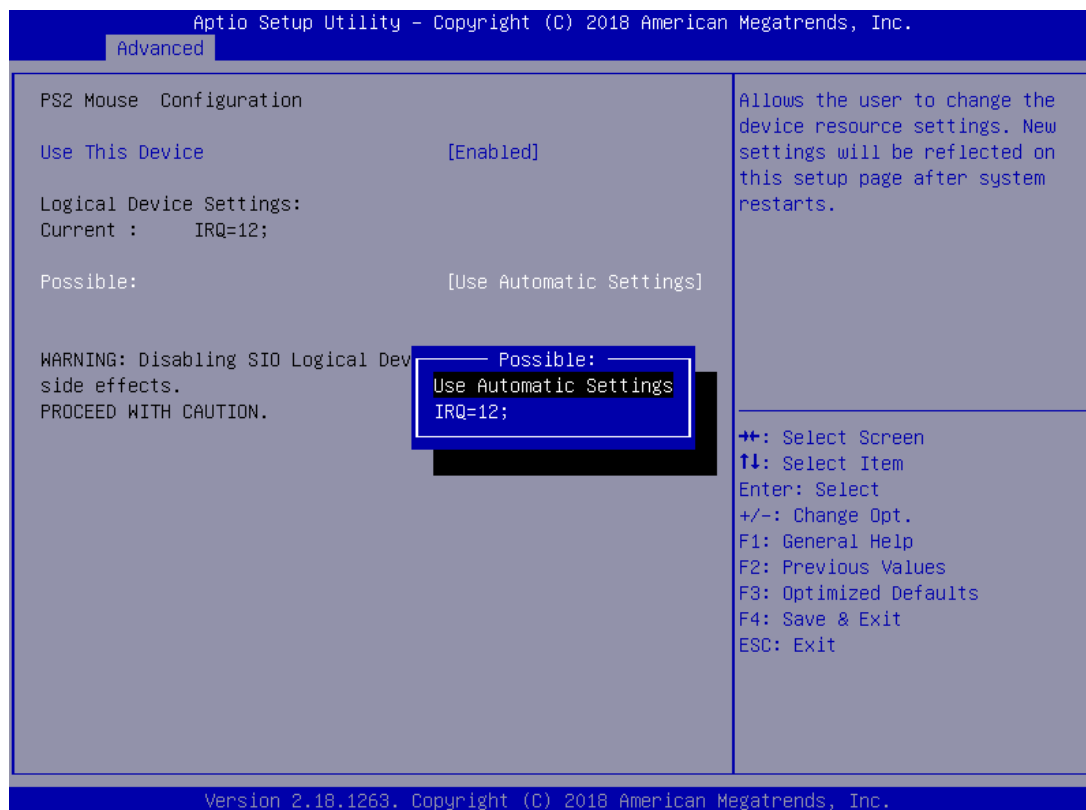 Aptio Setup Utility – Copyright (C) 2018 American Megatrends, Inc.
Advanced
PS2 Mouse  Configuration
Use This Device [Enabled]
Logical Device Settings:
Current : IRQ=12;
Possible: [Use Automatic Settings]
WARNING: Disabling SIO Logical Dev
side effects.
PROCEED WITH CAUTION.
Possible:
Use Automatic Settings
IRQ=12;
Allows the user to change the
device resource settings. New
settings will be reflected on
this setup page after system
restarts.
→←: Select Screen
↑↓: Select Item
Enter: Select
+/-: Change Opt.
F1: General Help
F2: Previous Values
F3: Optimized Defaults
F4: Save & Exit
ESC: Exit
Version 2.18.1263. Copyright (C) 2018 American Megatrends, Inc.